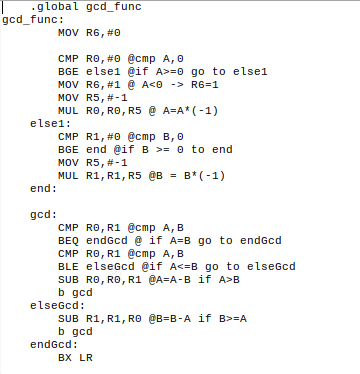 .global gcd_func
gcd_func:
MOV R6,#0
CMP R0,#0 @cmp A,0
BGE else1 @if A>=0 go to else1
MOV R6,#1 @ A<0 -> R6=1
MOV R5,#-1
MUL R0,R0,R5 @ A=A*(-1)
else1:
CMP R1,#0 @cmp B,0
BGE end @if B >= 0 to end
MOV R5,#-1
MUL R1,R1,R5 @B = B*(-1)
end:
gcd:
CMP R0,R1 @cmp A,B
BEQ endGcd @ if A=B go to endGcd
CMP R0,R1 @cmp A,B
BLE elseGcd @if A<=B go to elseGcd
SUB R0,R0,R1 @A=A-B if A>B
b gcd
elseGcd:
SUB R1,R1,R0 @B=B-A if B>=A
b gcd
endGcd:
BX LR